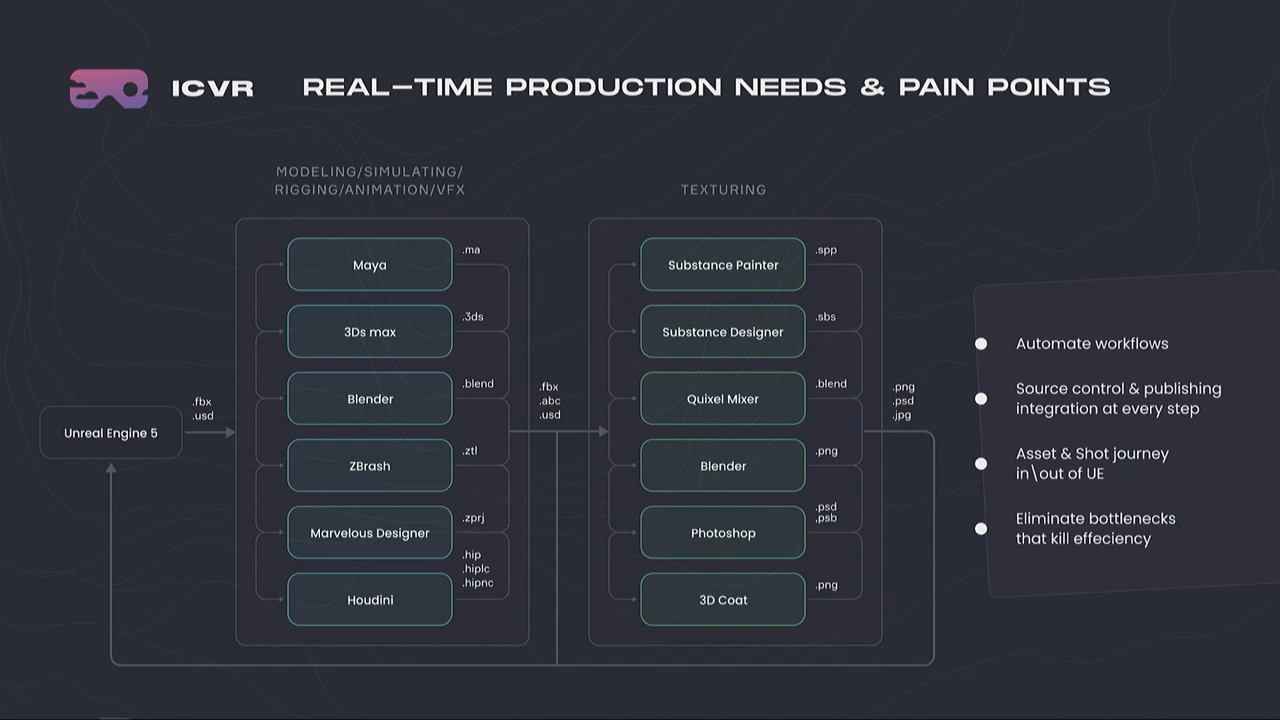 ICVR
REAL–TIME PRODUCTION NEEDS & PAIN POINTS
MODELING/SIMULATING/
RIGGING/ANIMATION/VFX
Maya
.ma
3Ds max
.3ds
Blender
.blend
ZBrash
.ztl
Marvelous Designer
.zprj
Houdini
.hip
.hiplc
.hipnc
Unreal Engine 5
.fbx
.usd
.fbx
.abc
.usd
TEXTURING
Substance Painter
.spp
Substance Designer
.sbs
Quixel Mixer
.blend
Blender
.png
Photoshop
.psd
.psb
3D Coat
.png
.png
.psd
.jpg
Automate workflows
Source control & publishing
integration at every step
Asset & Shot journey
in\out of UE
Eliminate bottlenecks
that kill effeciency